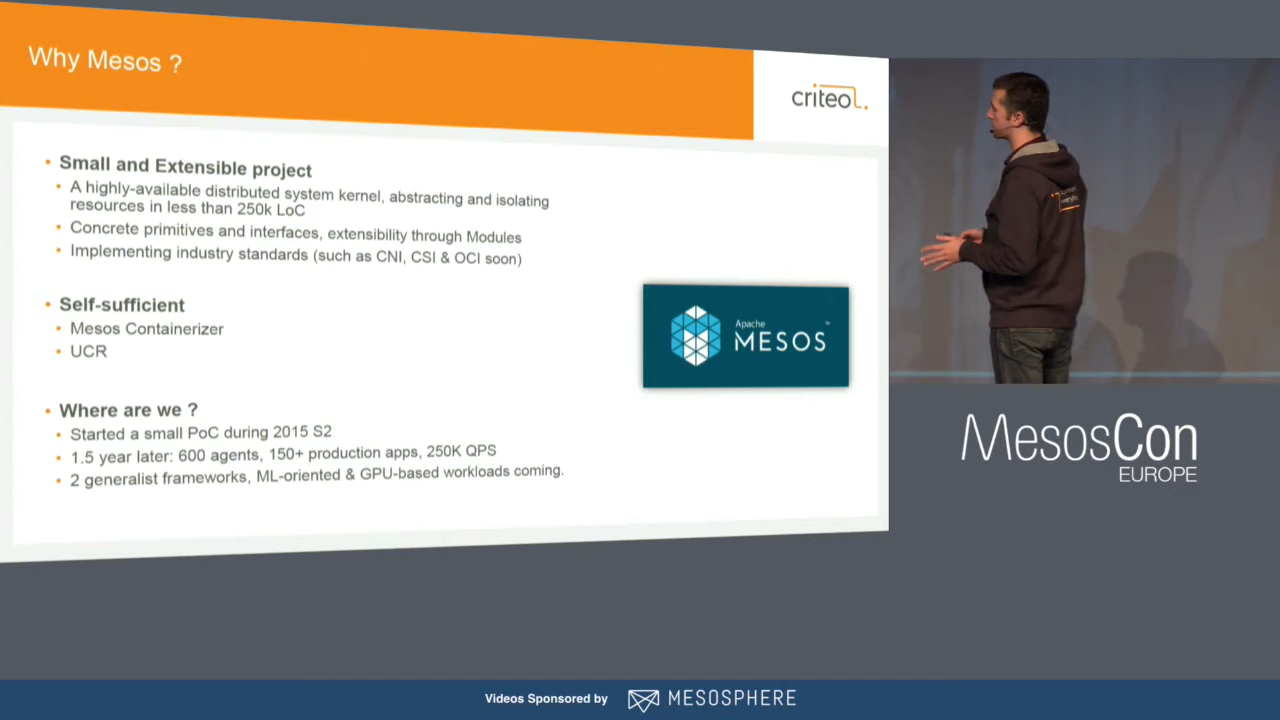 Why Mesos ?
criteo.
• Small and Extensible project
• A highly-available distributed system kernel, abstracting and isolating
resources in less than 250k LoC
• Concrete primitives and interfaces, extensibility through Modules
• Implementing industry standards (such as CNI, CSI & OCI soon)
• Self-sufficient
• Mesos Containerizer
• UCR
Apache
MESOS™
• Where are we ?
• Started a small PoC during 2015 S2
• 1.5 year later: 600 agents, 150+ production apps, 250K QPS
• 2 generalist frameworks, ML-oriented & GPU-based workloads coming.
MesosCon
EUROPE
Videos Sponsored by MESOSPHERE